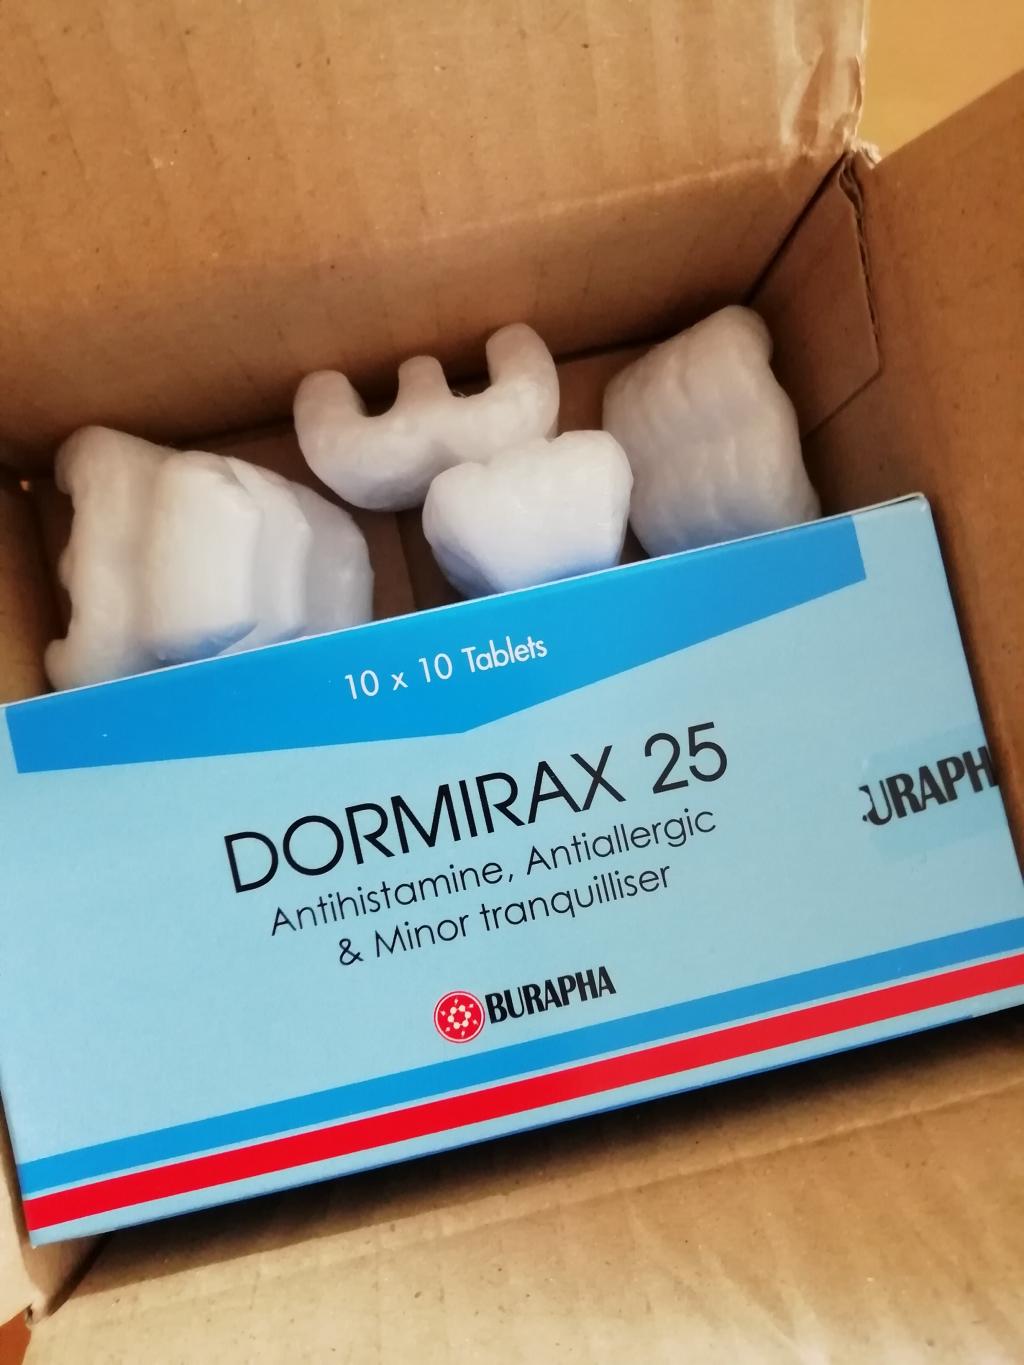 10 x 10 Tablets
DORMIRAX 25
Antihistamine, Antiallergic
& Minor tranquilliser
BURAPHA